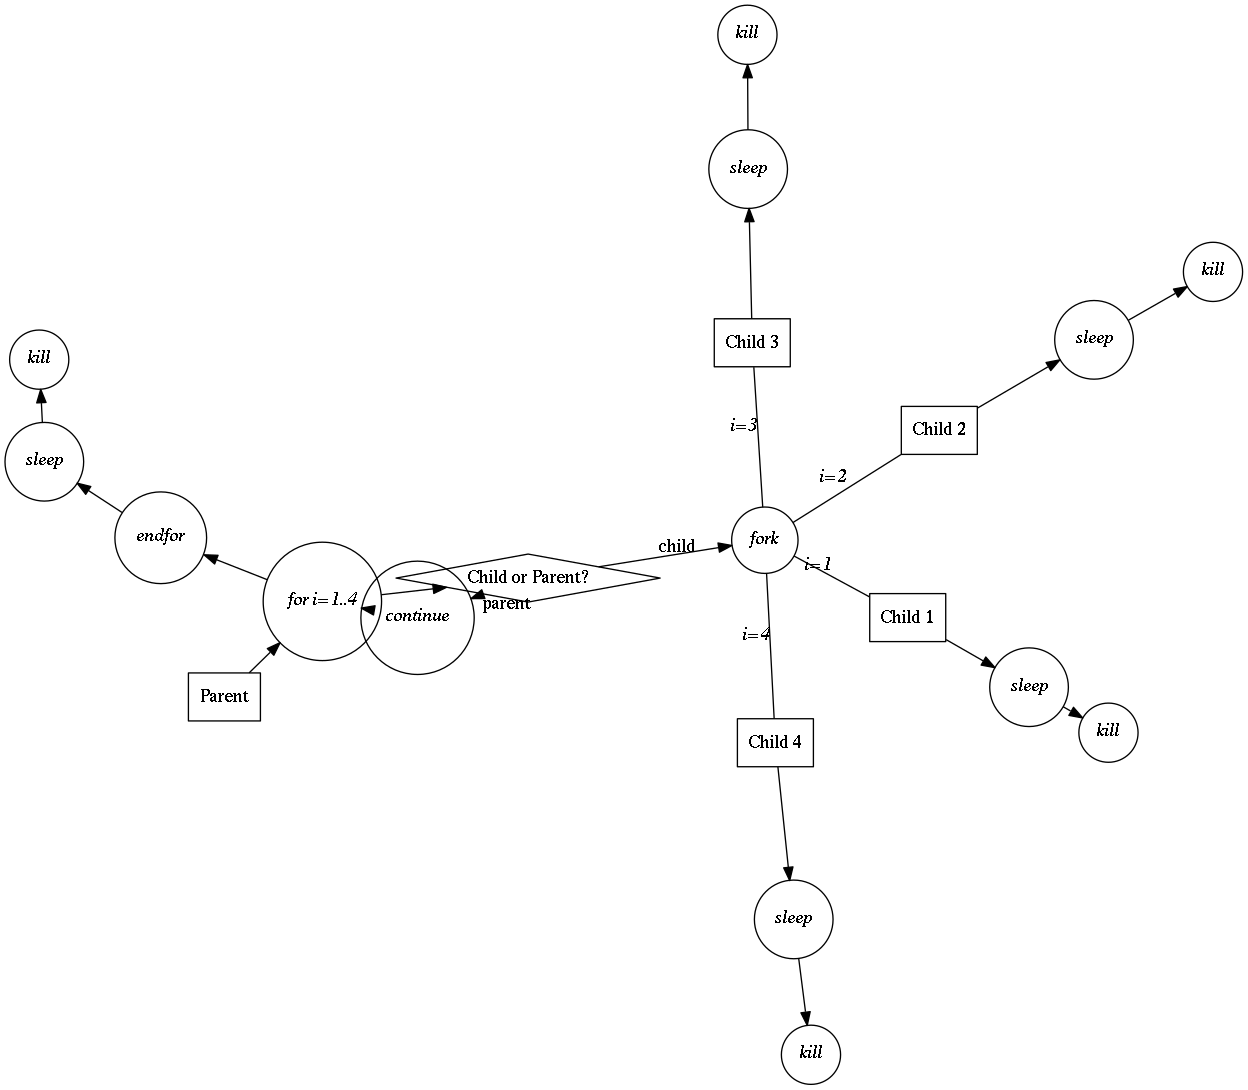 kill
sleep
Child 3
i=3
kill
sleep
Child 2
i=2
kill
sleep
endfor
for i=1..4
Parent
continue
Child or Parent?
parent
child
fork
i=1
Child 1
sleep
kill
i=4
Child 4
sleep
kill